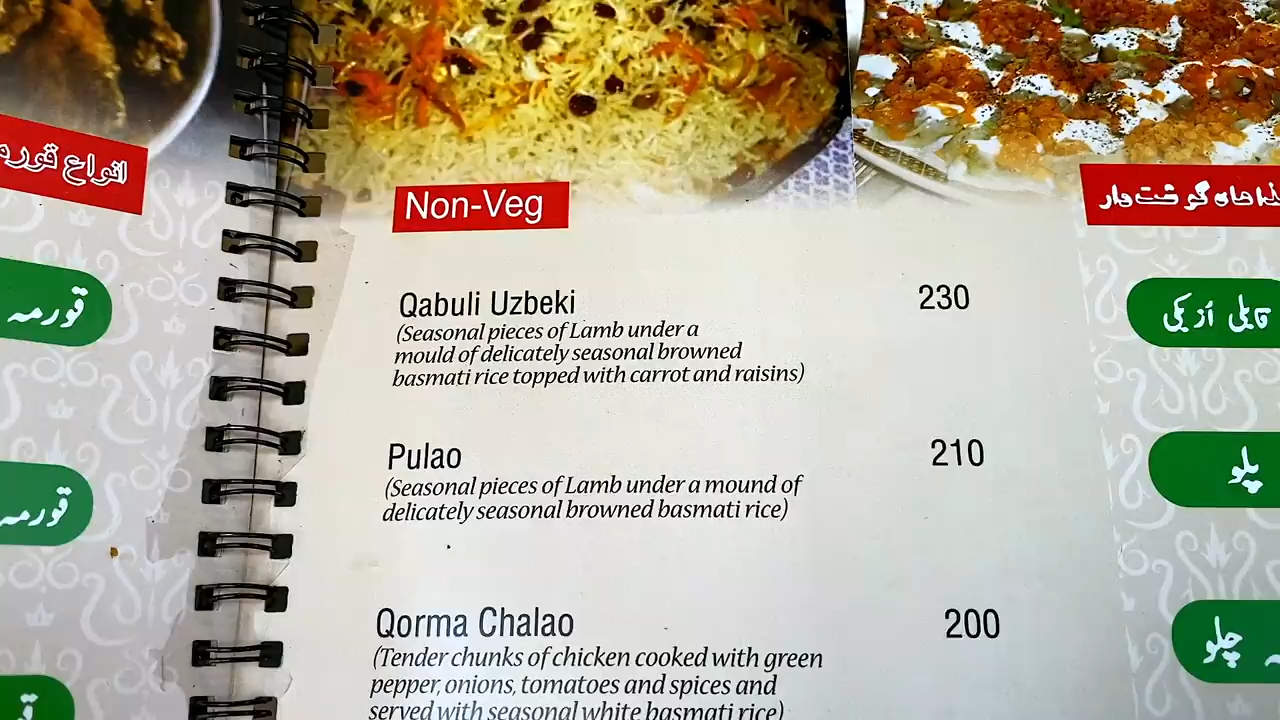 انواع قورمه
قورمه
قورمه
Non-Veg
گوشت‌دار
Qabuli Uzbeki 230
(Seasonal pieces of Lamb under a
mould of delicately seasonal browned
basmati rice topped with carrot and raisins)
قابلی أزبکی
Pulao 210
(Seasonal pieces of Lamb under a mound of
delicately seasonal browned basmati rice)
پلو
Qorma Chalao 200
(Tender chunks of chicken cooked with green
pepper, onions, tomatoes and spices and
served with seasonal white basmati rice)
چلو